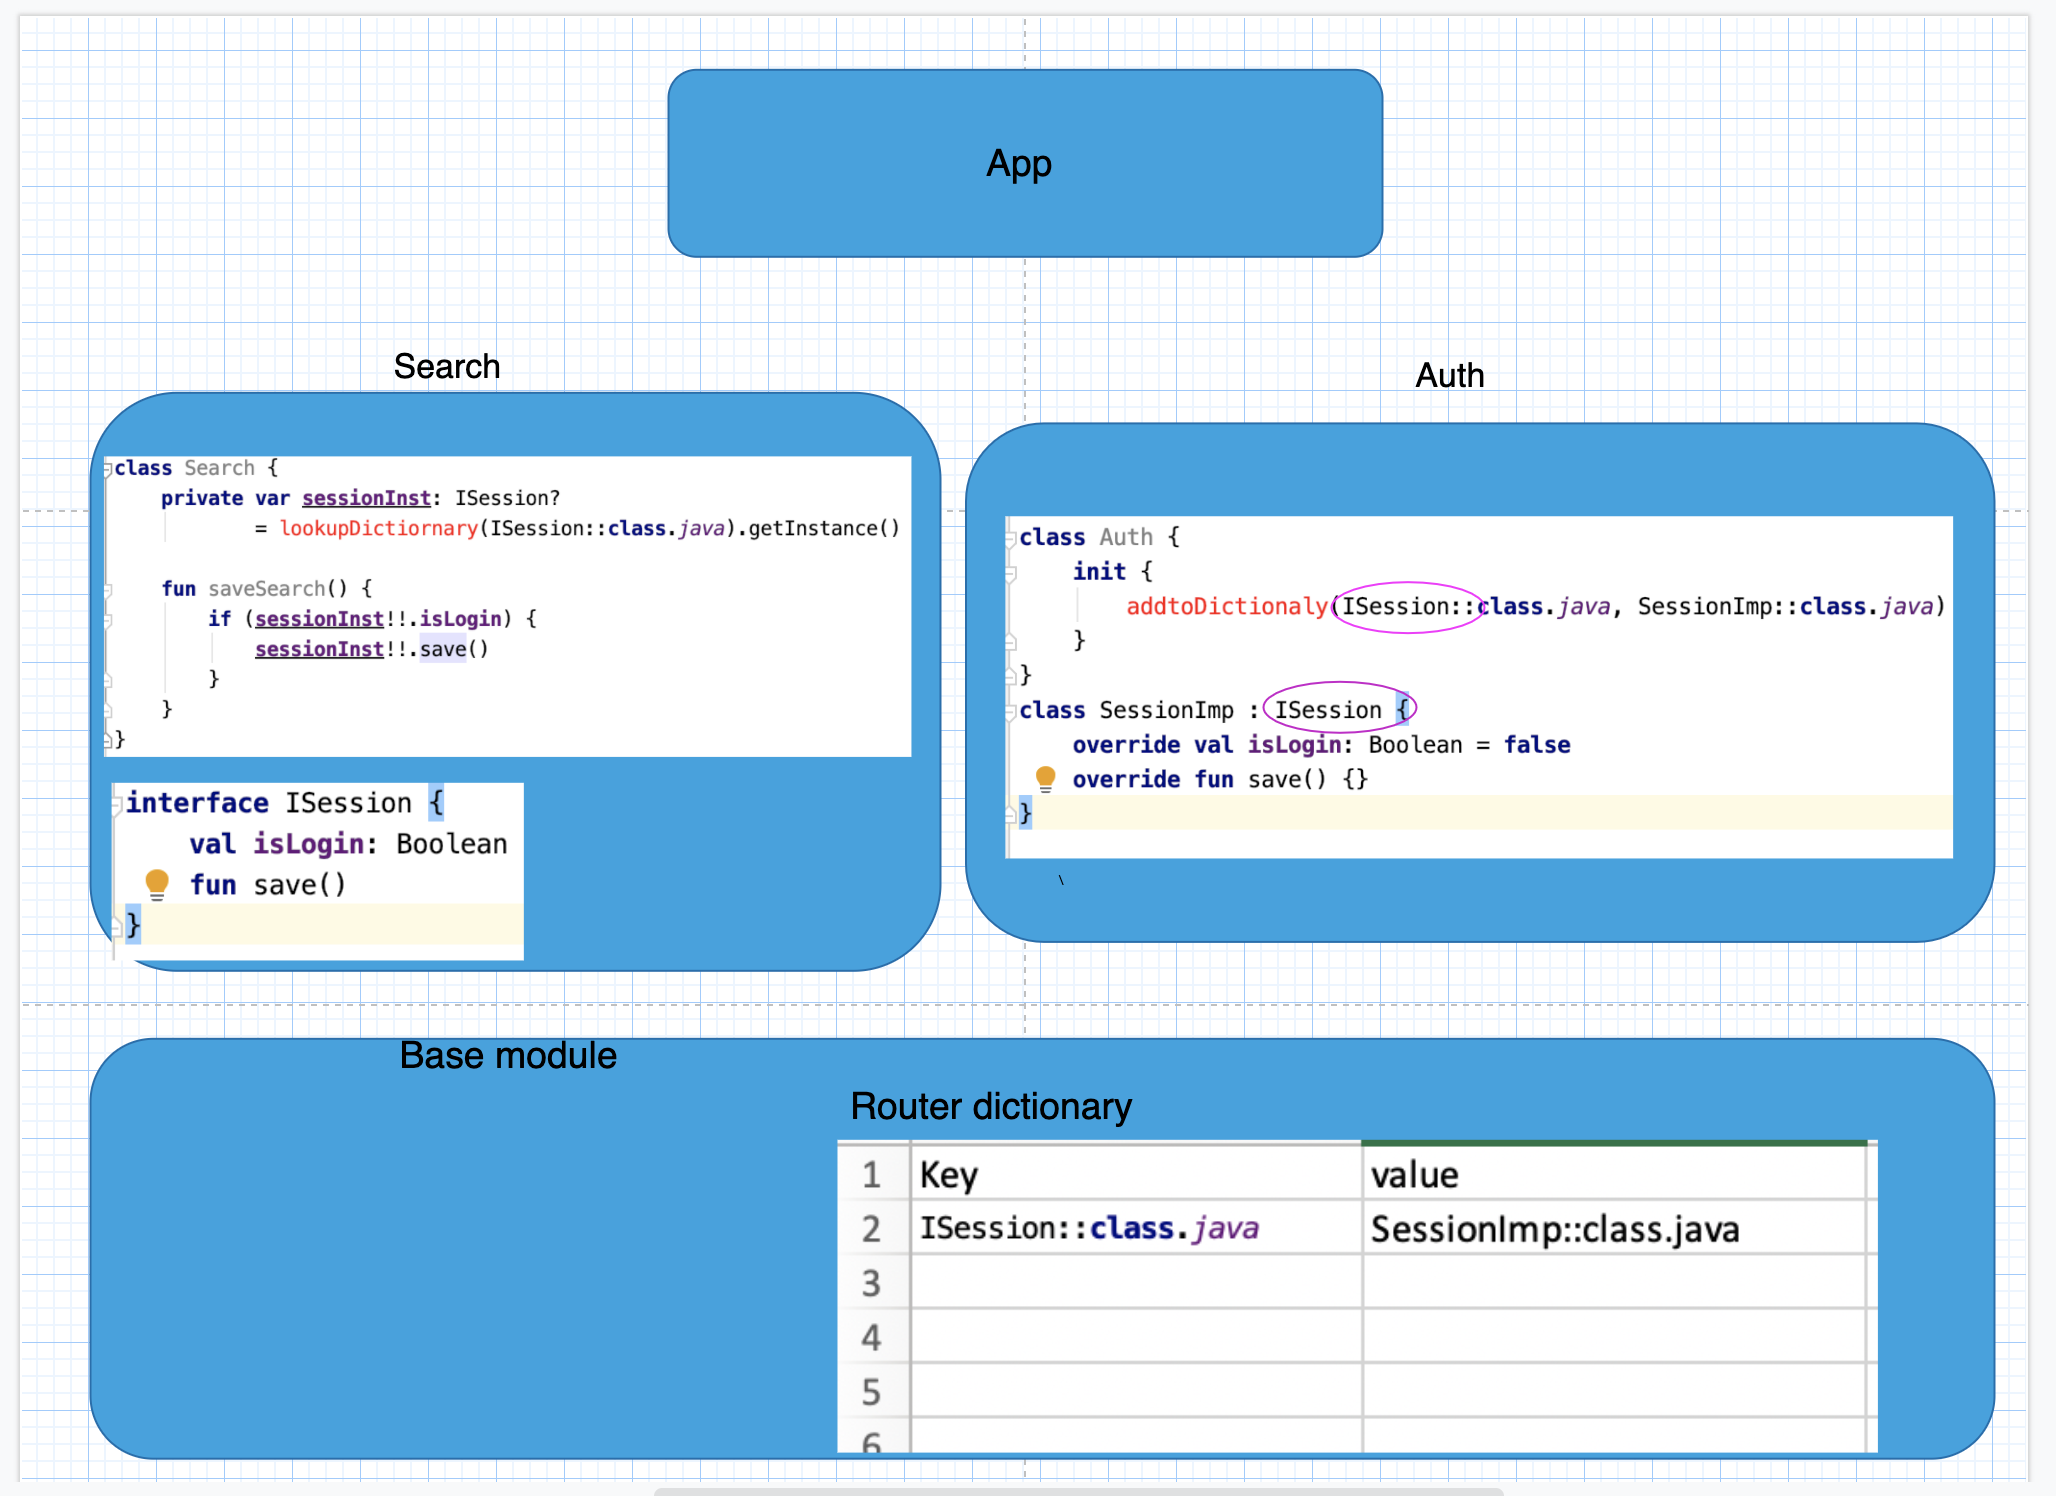 App
Search
class Search {
private var sessionInst: ISession?
= lookupDictiornary(ISession::class.java).getInstance()
fun saveSearch() {
if (sessionInst!!.isLogin) {
sessionInst!!.save()
}
}
}
interface ISession {
val isLogin: Boolean
fun save()
}
Auth
class Auth {
init {
addtoDictionaly(ISession::class.java, SessionImp::class.java)
}
}
class SessionImp : ISession {
override val isLogin: Boolean = false
override fun save() {}
}
\
Base module
Router dictionary
1 Key value
2 ISession::class.java SessionImp::class.java
3
4
5
6